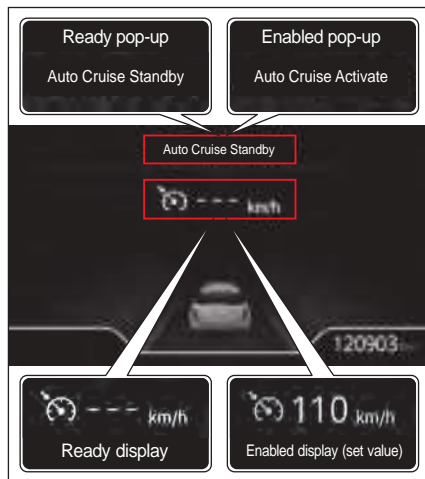 Ready pop-up
Auto Cruise Standby
Enabled pop-up
Auto Cruise Activate
Auto Cruise Standby
--- km/h
120903
--- km/h
Ready display
110 km/h
Enabled display (set value)